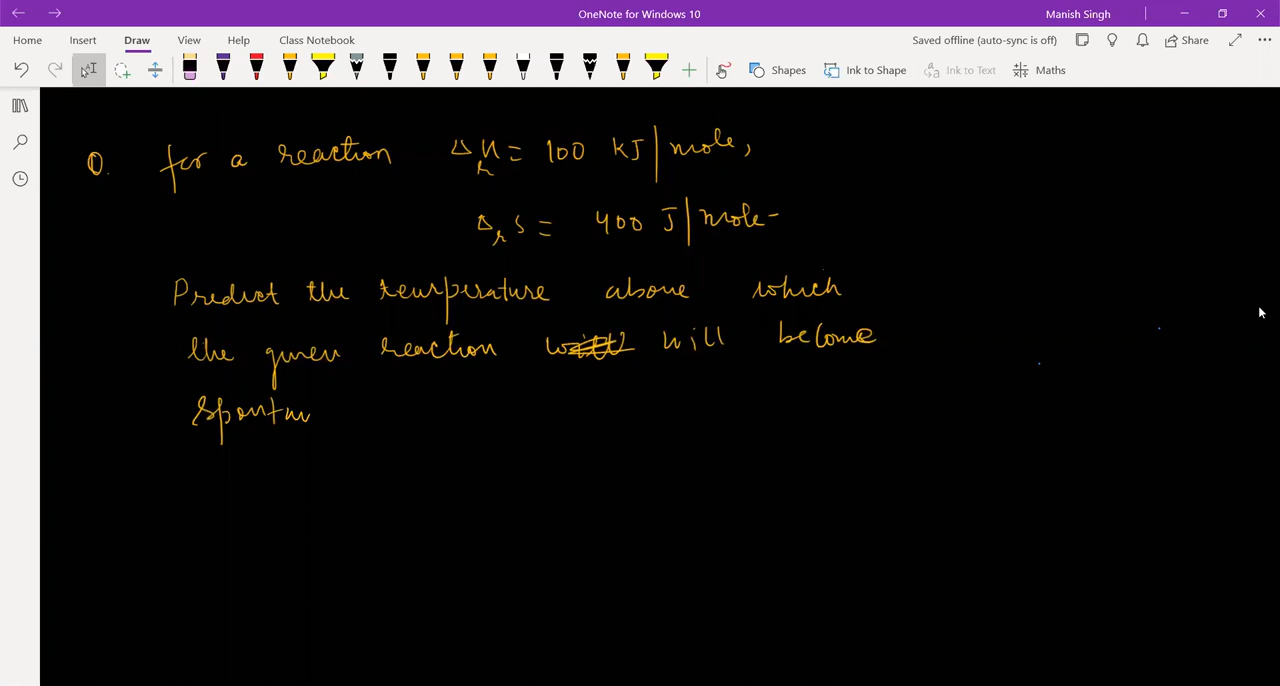 OneNote for Windows 10
Manish Singh
Home Insert Draw View Help Class Notebook
Saved offline (auto-sync is off) Share
Shapes Ink to Shape Ink to Text Maths
Q. for a reaction ΔᵣH = 100 KJ|mole,
ΔᵣS = 400 J|mole-
Predict the temperature above which
the given reaction will become
spontan